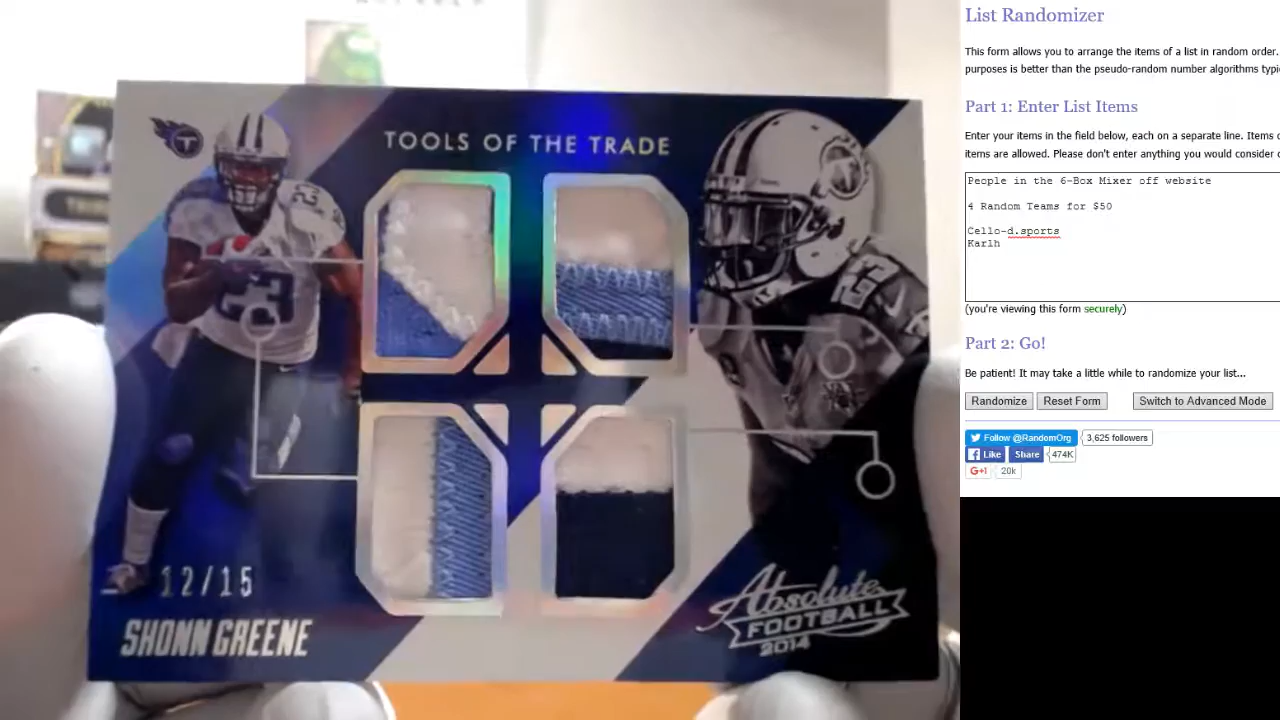 TOOLS OF THE TRADE
12/15
SHONN GREENE
Absolute
FOOTBALL
2014
List Randomizer
This form allows you to arrange the items of a list in random order.
purposes is better than the pseudo-random number algorithms
Part 1: Enter List Items
Enter your items in the field below, each on a separate line. Items
items are allowed. Please don't enter anything you would consider
People in the 6-Box Mixer off website
4 Random Teams for $50
Cello-d.sports
Karlh
(you're viewing this form securely)
Part 2: Go!
Be patient! It may take a little while to randomize your list...
Randomize Reset Form Switch to Advanced Mode
Follow @RandomOrg 3,625 followers
Like Share 474K
G+1 20k